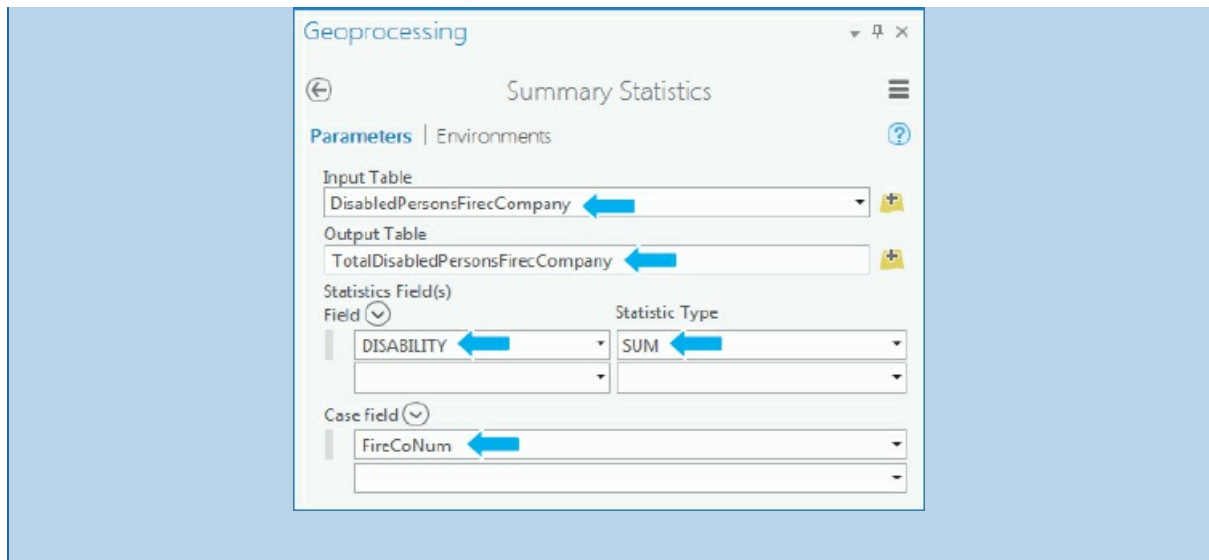 Geoprocessing
Summary Statistics
Parameters | Environments
Input Table
DisabledPersonsFirecCompany
Output Table
TotalDisabledPersonsFirecCompany
Statistics Field(s)
Field Statistic Type
DISABILITY SUM
Case field
FireCoNum